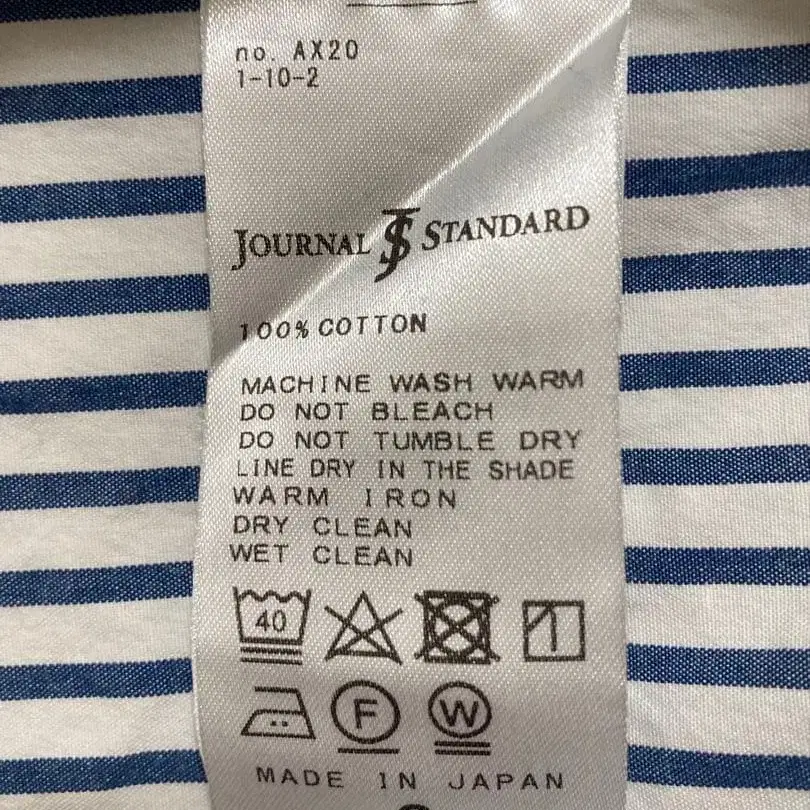 no. AX20
1-10-2
JOURNAL JS STANDARD
100% COTTON
MACHINE WASH WARM
DO NOT BLEACH
DO NOT TUMBLE DRY
LINE DRY IN THE SHADE
WARM IRON
DRY CLEAN
WET CLEAN
40
F W
MADE IN JAPAN